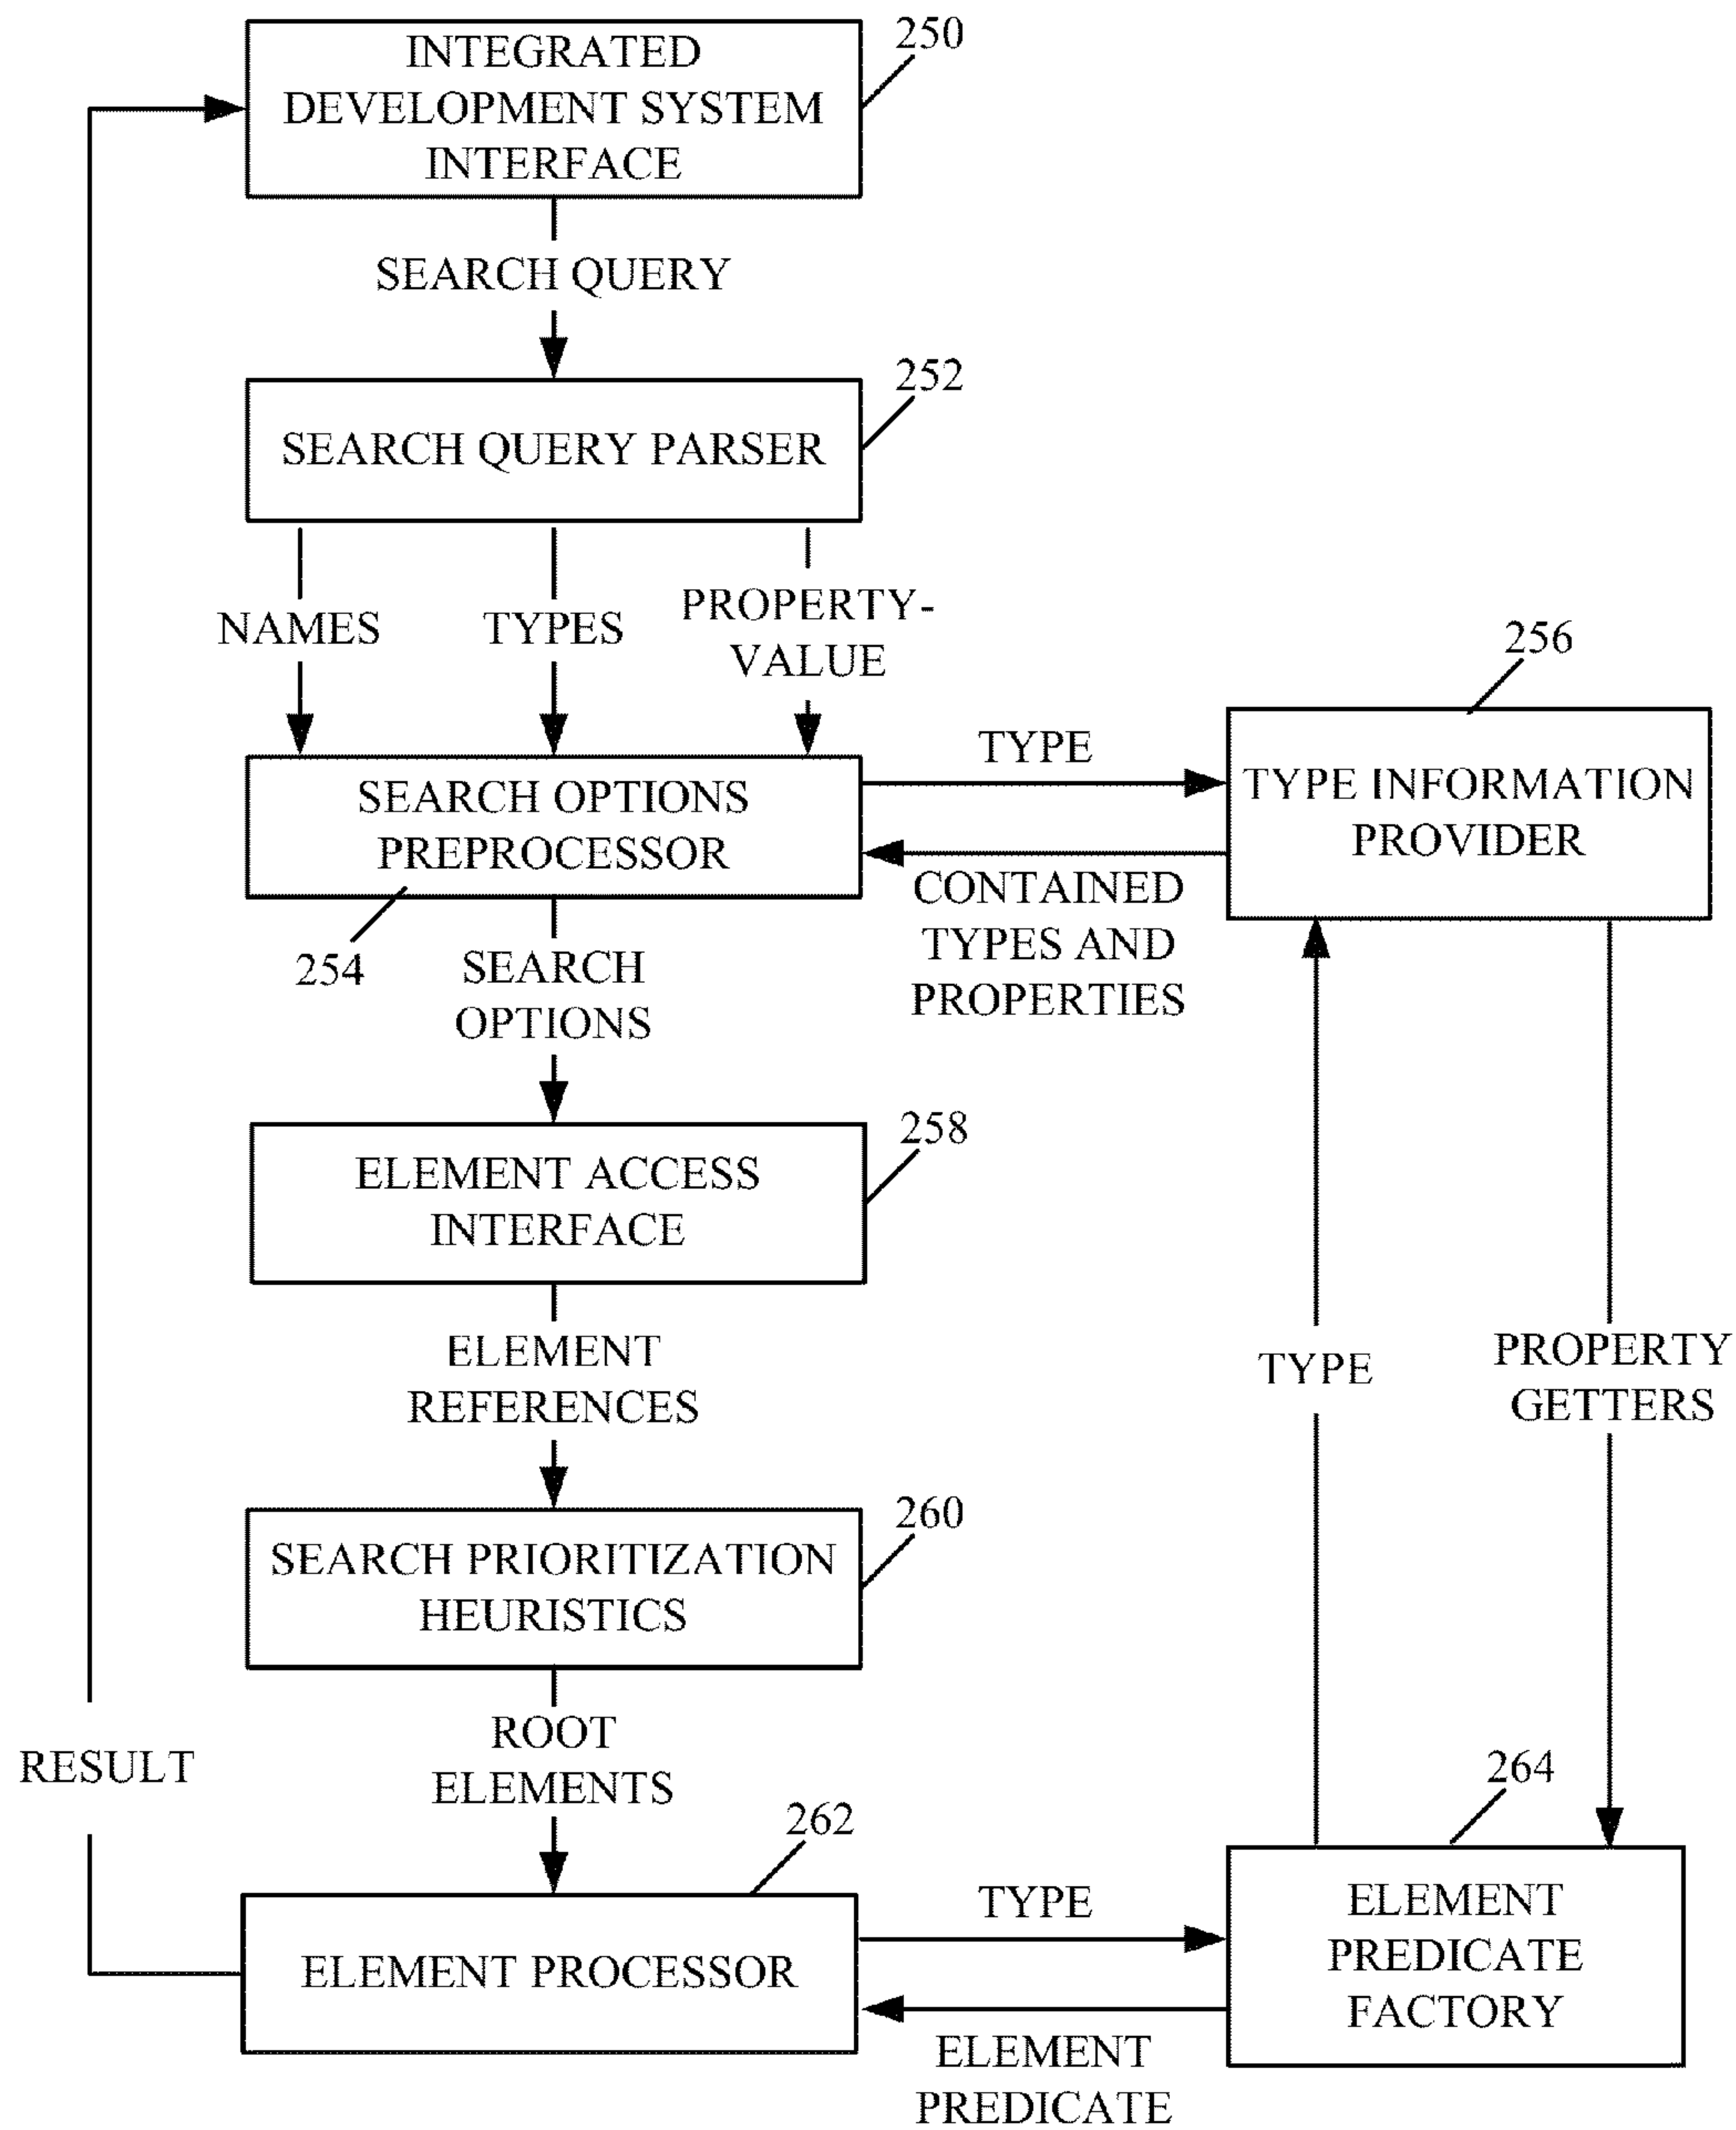 250
INTEGRATED
DEVELOPMENT SYSTEM
INTERFACE
SEARCH QUERY
252
SEARCH QUERY PARSER
NAMES
TYPES
PROPERTY-
VALUE
256
TYPE
TYPE INFORMATION
PROVIDER
SEARCH OPTIONS
PREPROCESSOR
CONTAINED
TYPES AND
PROPERTIES
254
SEARCH
OPTIONS
258
ELEMENT ACCESS
INTERFACE
ELEMENT
REFERENCES
TYPE
PROPERTY
GETTERS
260
SEARCH PRIORITIZATION
HEURISTICS
ROOT
ELEMENTS
RESULT
262
264
ELEMENT PROCESSOR
TYPE
ELEMENT
PREDICATE
FACTORY
ELEMENT
PREDICATE